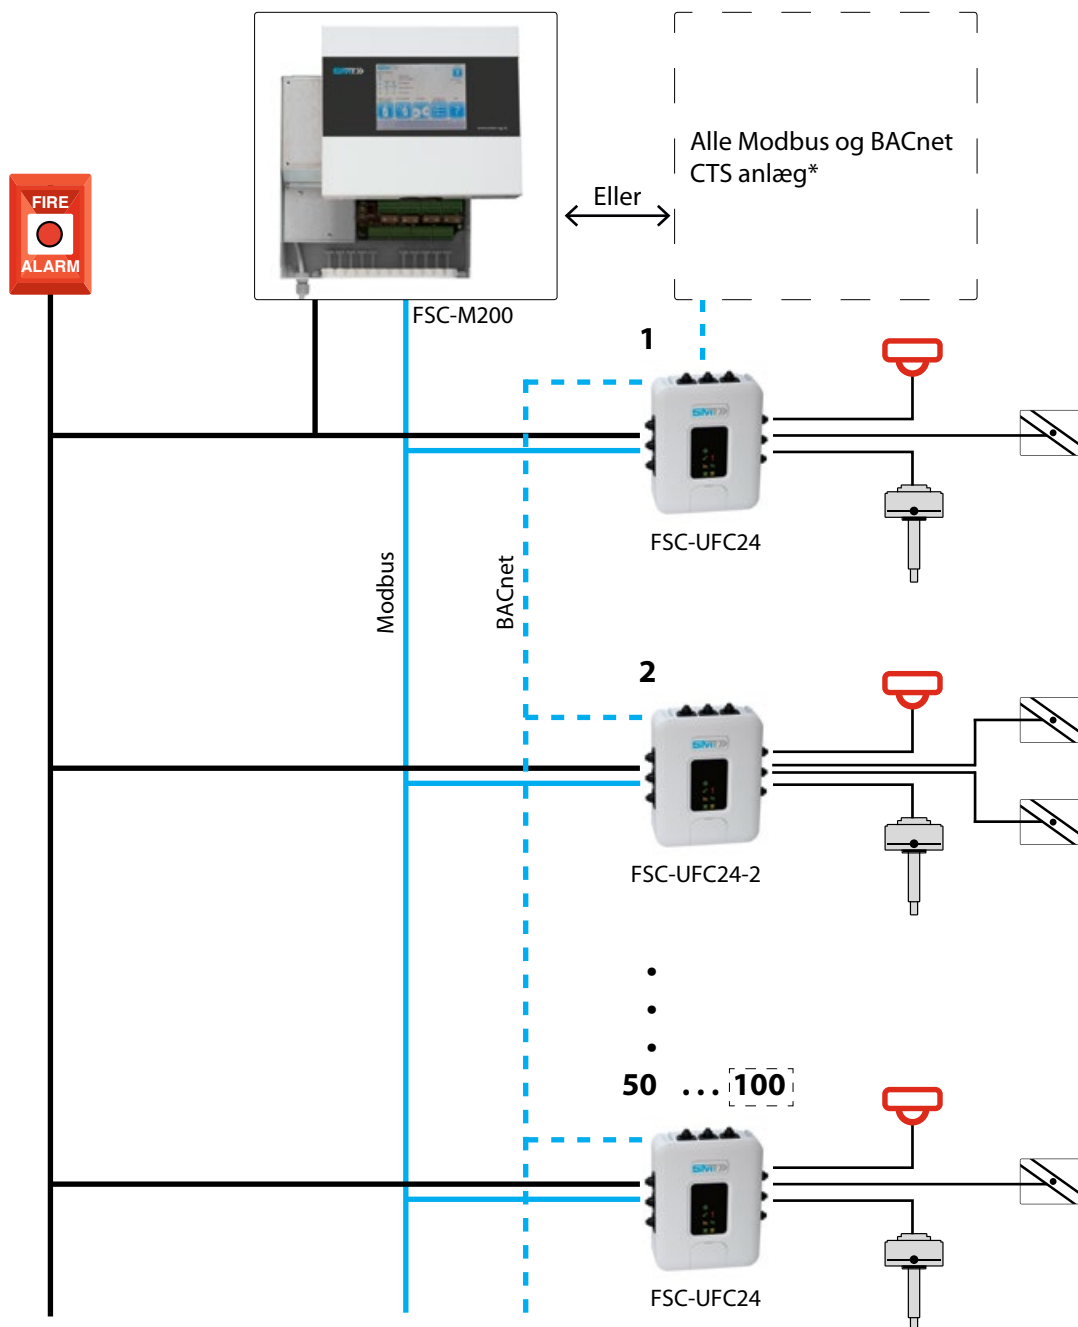 Alle Modbus og BACnet
CTS anlæg*
Eller
FIRE
ALARM
FSC-M200
1
FSC-UFC24
Modbus
BACnet
2
FSC-UFC24-2
50 ... 100
FSC-UFC24